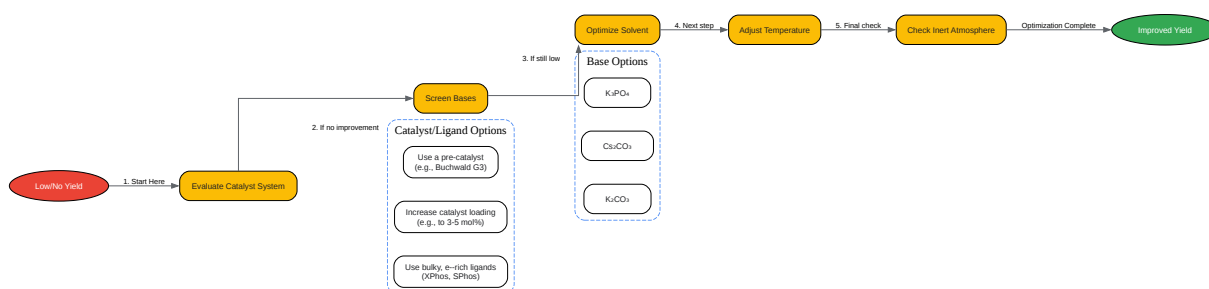 Low/No Yield
1. Start Here
Evaluate Catalyst System
2. If no improvement
Screen Bases
Catalyst/Ligand Options
Use a pre-catalyst
(e.g., Buchwald G3)
Increase catalyst loading
(e.g., to 3-5 mol%)
Use bulky, e--rich ligands
(XPhos, SPhos)
3. If still low
Optimize Solvent
Base Options
K₃PO₄
Cs₂CO₃
K₂CO₃
4. Next step
Adjust Temperature
5. Final check
Check Inert Atmosphere
Optimization Complete
Improved Yield